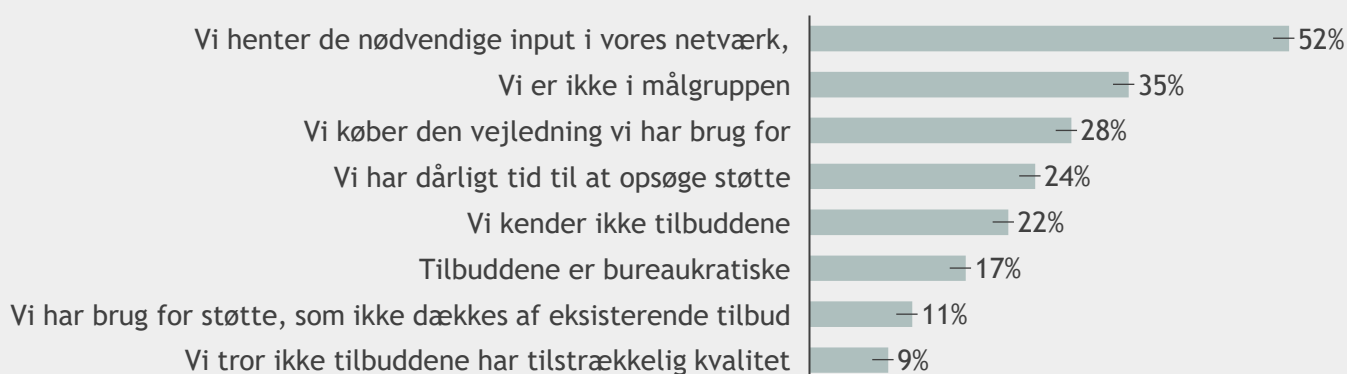 Vi henter de nødvendige input i vores netværk, 52%
Vi er ikke i målgruppen 35%
Vi køber den vejledning vi har brug for 28%
Vi har dårligt tid til at opsøge støtte 24%
Vi kender ikke tilbuddene 22%
Tilbuddene er bureaukratiske 17%
Vi har brug for støtte, som ikke dækkes af eksisterende tilbud 11%
Vi tror ikke tilbuddene har tilstrækkelig kvalitet 9%